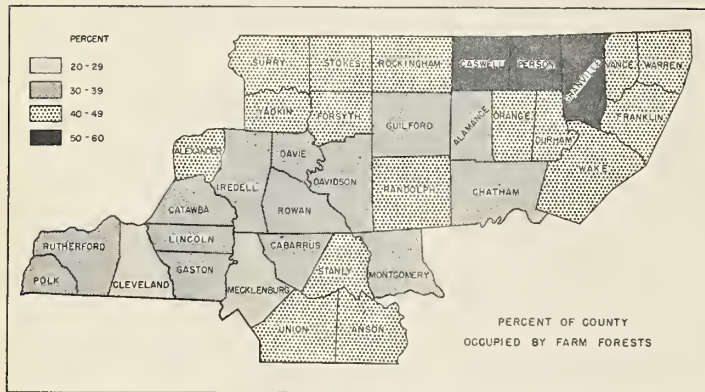 PERCENT
20 - 29
30 - 39
40 - 49
50 - 60
SURRY STOKES ROCKINGHAM CASWELL PERSON GRANVILLE VANCE WARREN
YADKIN FORSYTH GUILFORD ALAMANCE ORANGE DURHAM FRANKLIN
ALEXANDER DAVIE
IREDELL DAVIDSON RANDOLPH CHATHAM WAKE
CATAWBA ROWAN
RUTHERFORD LINCOLN CABARRUS
POLK CLEVELAND GASTON MECKLENBURG STANLY MONTGOMERY
UNION ANSON
PERCENT OF COUNTY
OCCUPIED BY FARM FORESTS